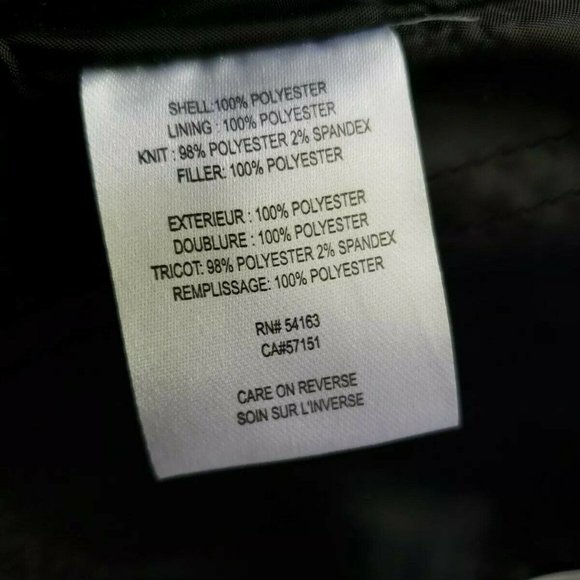 SHELL:100% POLYESTER
LINING : 100% POLYESTER
KNIT : 98% POLYESTER 2% SPANDEX
FILLER: 100% POLYESTER
EXTERIEUR : 100% POLYESTER
DOUBLURE : 100% POLYESTER
TRICOT: 98% POLYESTER 2% SPANDEX
REMPLISSAGE: 100% POLYESTER
RN# 54163
CA#57151
CARE ON REVERSE
SOIN SUR L'INVERSE